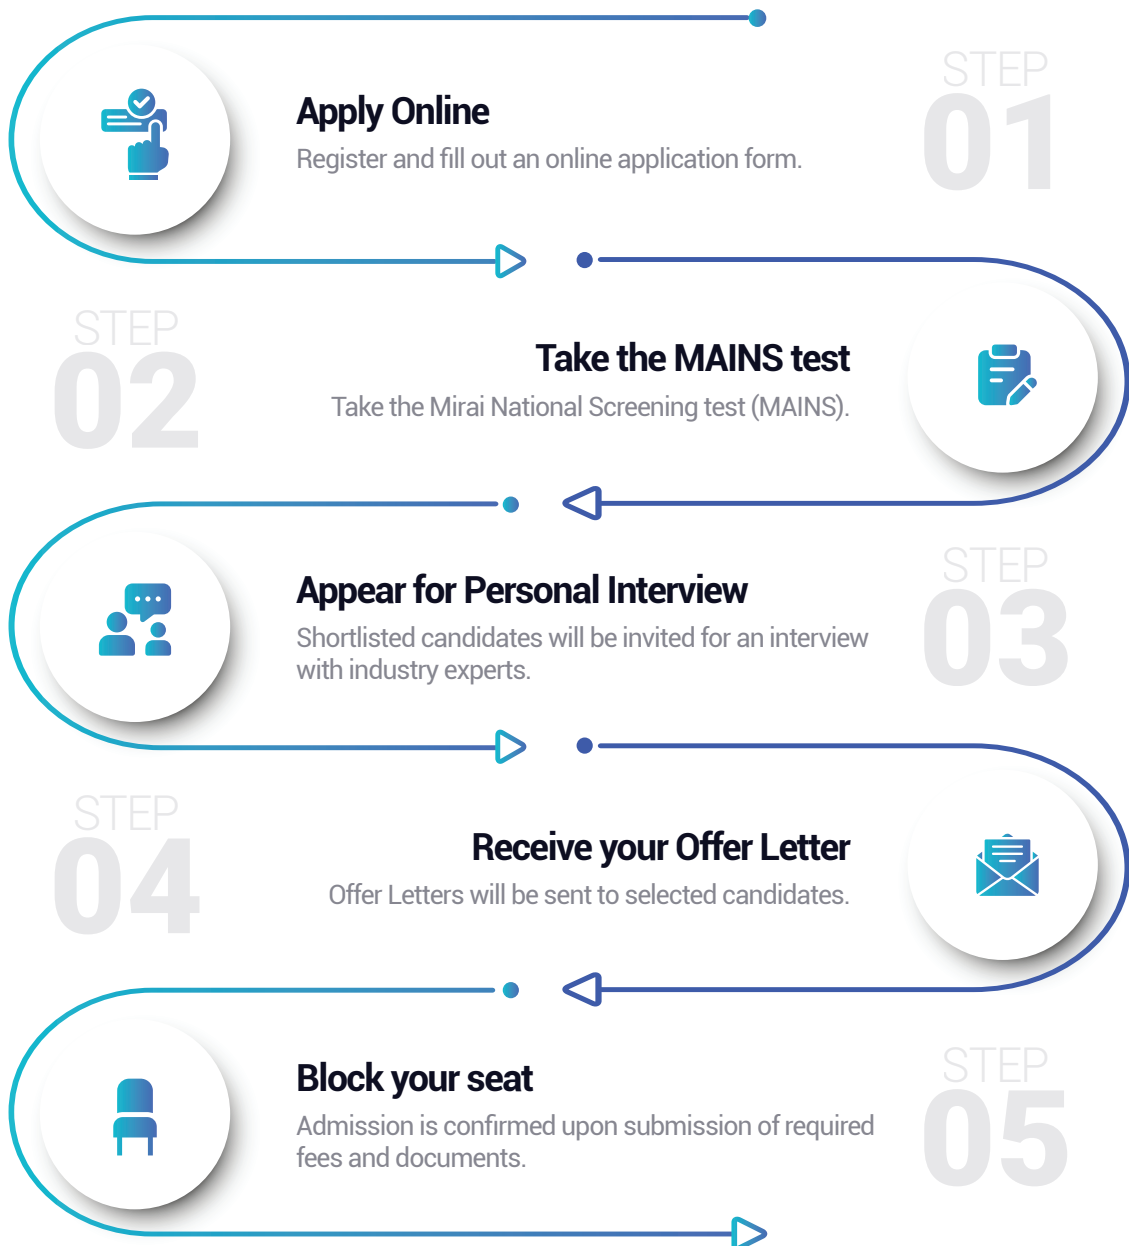 STEP
01
Apply Online
Register and fill out an online application form.
STEP
02
Take the MAINS test
Take the Mirai National Screening test (MAINS).
STEP
03
Appear for Personal Interview
Shortlisted candidates will be invited for an interview
with industry experts.
STEP
04
Receive your Offer Letter
Offer Letters will be sent to selected candidates.
STEP
05
Block your seat
Admission is confirmed upon submission of required
fees and documents.